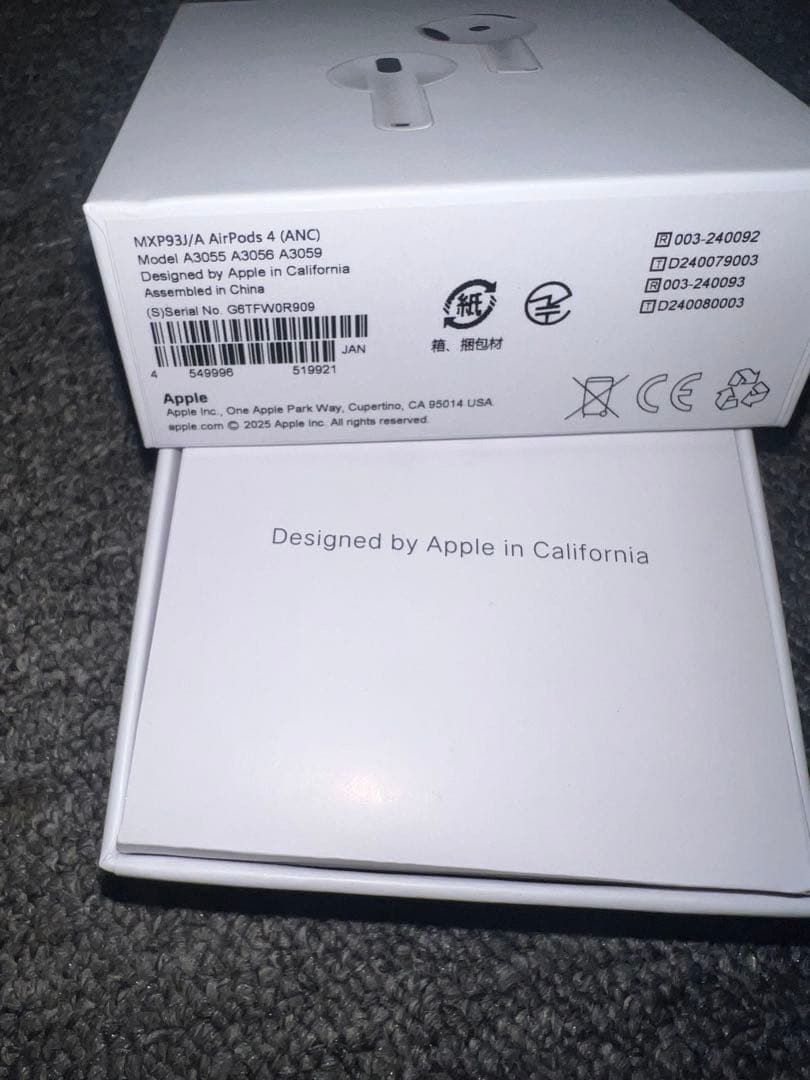 MXP93J/A AirPods 4 (ANC)
Model A3055 A3056 A3059
Designed by Apple in California
Assembled in China
(S)Serial No. G6TFW0R909
JAN
4 549996 519921
Apple
Apple Inc., One Apple Park Way, Cupertino, CA 95014 USA
apple.com © 2025 Apple Inc. All rights reserved.
紙
箱、捆包材
R 003-240092
T D240079003
R 003-240093
T D240080003
CE
Designed by Apple in California